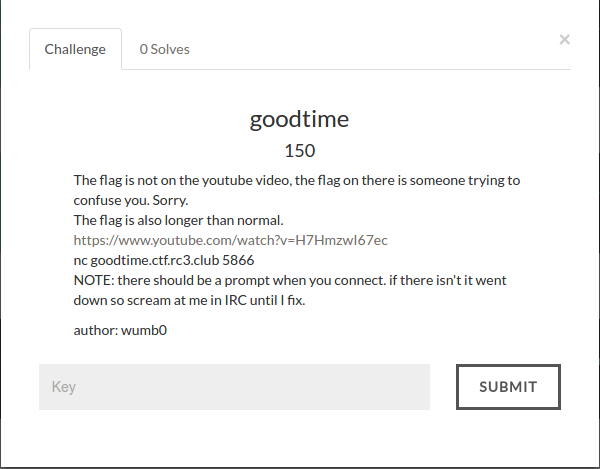 Challenge
0 Solves
×
goodtime
150
The flag is not on the youtube video, the flag on there is someone trying to
confuse you. Sorry.
The flag is also longer than normal.
https://www.youtube.com/watch?v=H7HmzwI67ec
nc goodtime.ctf.rc3.club 5866
NOTE: there should be a prompt when you connect. if there isn't it went
down so scream at me in IRC until I fix.
author: wumb0
Key
SUBMIT